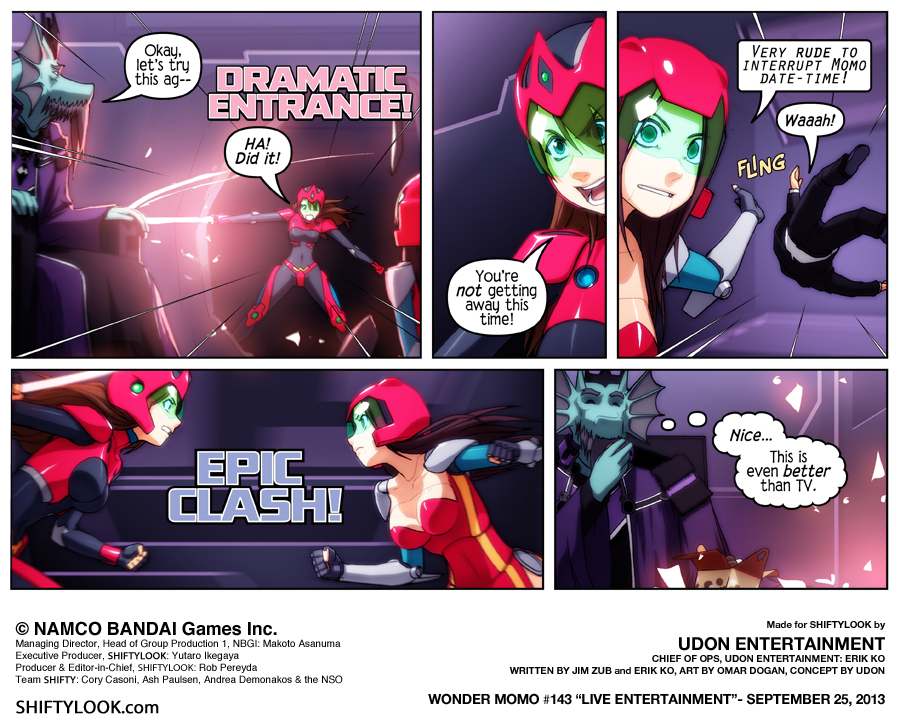 Okay,
let's try
this ag--
DRAMATIC
ENTRANCE!
HA!
Did it!
You're
not getting
away this
time!
VERY RUDE TO
INTERRUPT MOMO
DATE-TIME!
Waaah!
FLING
EPIC
CLASH!
Nice...
This is
even better
than TV.
© NAMCO BANDAI Games Inc.
Managing Director, Head of Group Production 1, NBGI: Makoto Asanuma
Executive Producer, SHIFTYLOOK: Yutaro Ikegaya
Producer & Editor-in-Chief, SHIFTYLOOK: Rob Pereyda
Team SHIFTY: Cory Casoni, Ash Paulsen, Andrea Demonakos & the NSO
SHIFTYLOOK.com
Made for SHIFTYLOOK by
UDON ENTERTAINMENT
CHIEF OF OPS, UDON ENTERTAINMENT: ERIK KO
WRITTEN BY JIM ZUB and ERIK KO, ART BY OMAR DOGAN, CONCEPT BY UDON
WONDER MOMO #143 “LIVE ENTERTAINMENT”- SEPTEMBER 25, 2013